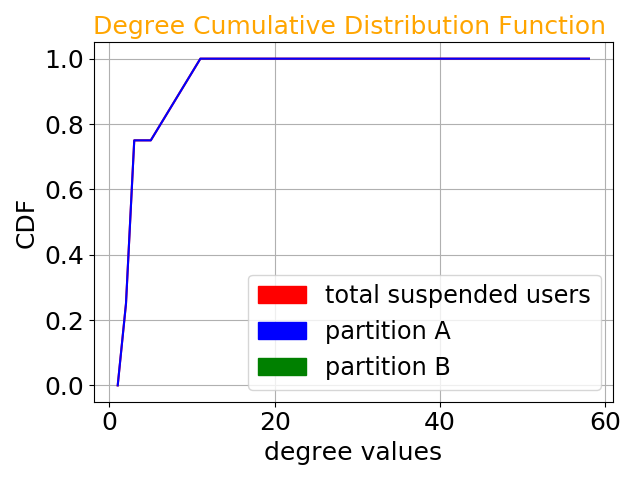 Degree Cumulative Distribution Function
1.0
0.8
0.6
0.4
0.2
0.0
CDF
total suspended users
partition A
partition B
0 20 40 60
degree values